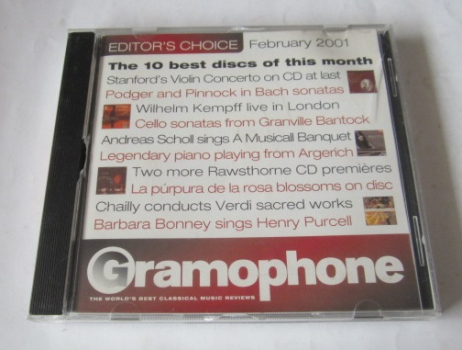 EDITOR'S CHOICE February 2001
The 10 best discs of this month
Stanford's Violin Concerto on CD at last
Podger and Pinnock in Bach sonatas
Wilhelm Kempff live in London
Cello sonatas from Granville Bantock
Andreas Scholl sings A Musicall Banquet
Legendary piano playing from Argerich
Two more Rawsthorne CD premières
La púrpura de la rosa blossoms on disc
Chailly conducts Verdi sacred works
Barbara Bonney sings Henry Purcell
Gramophone
THE WORLD'S BEST CLASSICAL MUSIC REVIEWS